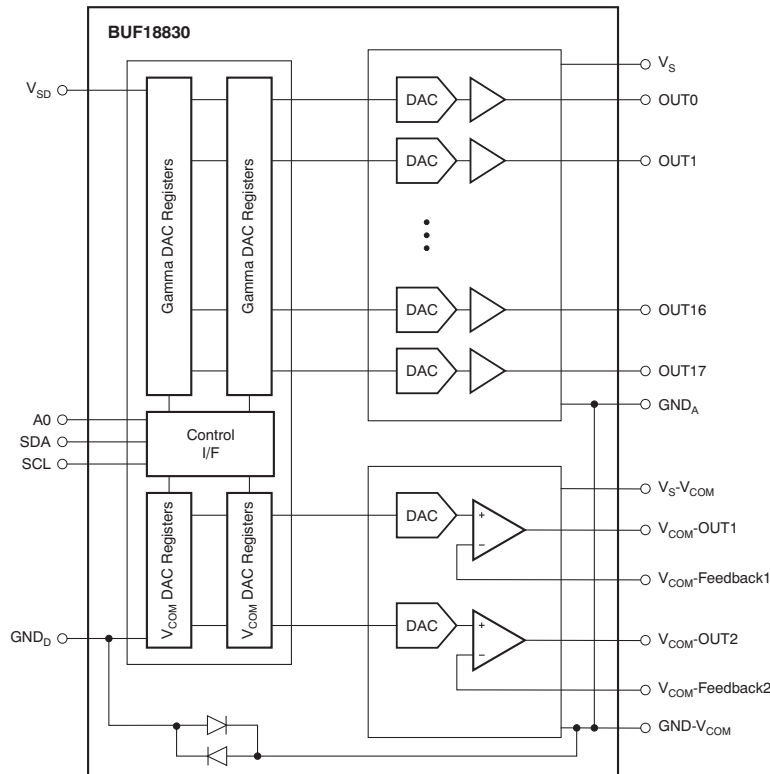 BUF18830
V_SD
Gamma DAC Registers
Gamma DAC Registers
DAC
DAC
DAC
DAC
V_S
OUT0
OUT1
OUT16
OUT17
GND_A
A0
SDA
SCL
Control
I/F
V_COM DAC Registers
V_COM DAC Registers
GND_D
DAC
+
−
DAC
+
−
V_S-V_COM
V_COM-OUT1
V_COM-Feedback1
V_COM-OUT2
V_COM-Feedback2
GND-V_COM